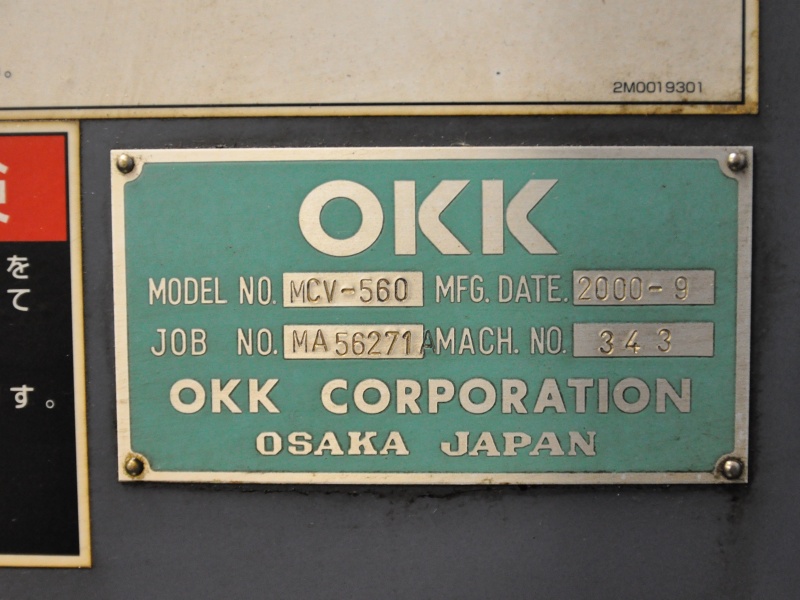 。
2M0019301
OKK
MODEL NO. MCV-560 MFG. DATE. 2000-9
JOB NO. MA56271A MACH. NO. 343
OKK CORPORATION
OSAKA JAPAN
を
て
す。